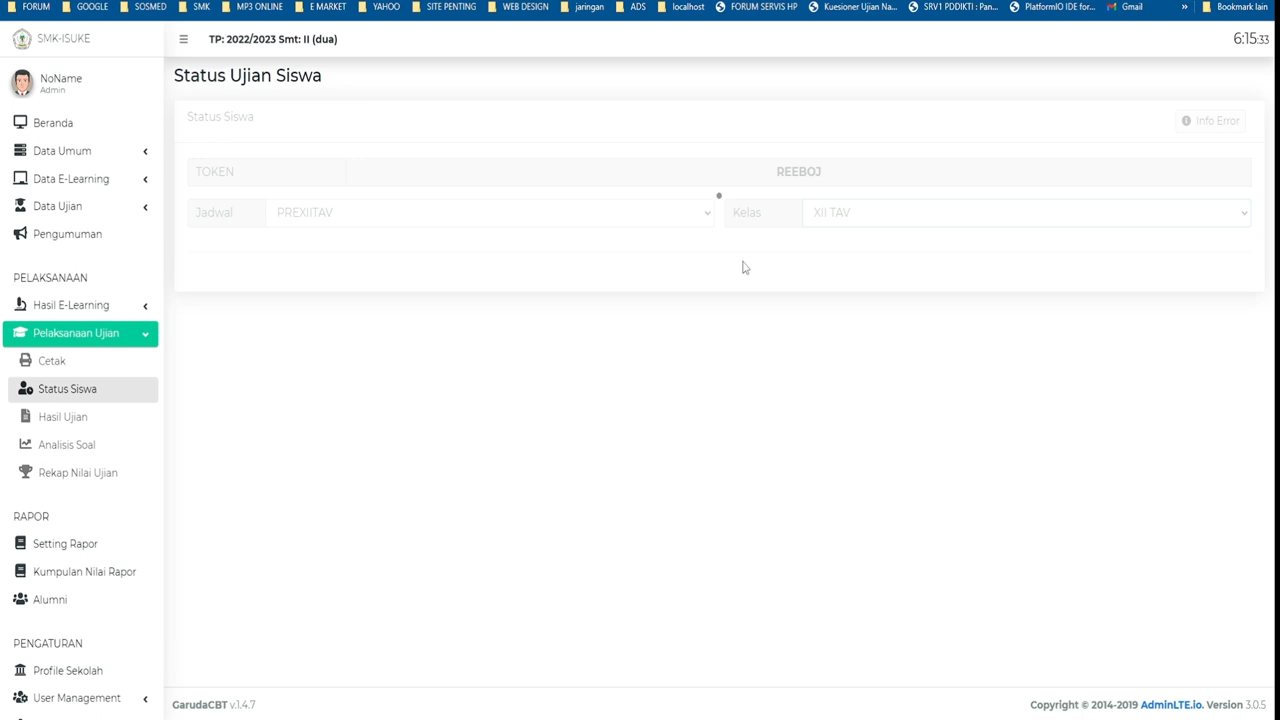 FORUM GOOGLE SOSMED SMK MP3 ONLINE E MARKET YAHOO SITE PENTING WEB DESIGN jaringan ADS localhost FORUM SERVIS HP Kuesioner Ujian Na... SRV1 PDDIKTI : Pan... PlatformIO IDE for... Gmail » Bookmark lain
SMK-ISUKE
TP: 2022/2023 Smt: II (dua)
6:15:33
NoName
Admin
Beranda
Data Umum
Data E-Learning
Data Ujian
Pengumuman
PELAKSANAAN
Hasil E-Learning
Pelaksanaan Ujian
Cetak
Status Siswa
Hasil Ujian
Analisis Soal
Rekap Nilai Ujian
RAPOR
Setting Rapor
Kumpulan Nilai Rapor
Alumni
PENGATURAN
Profile Sekolah
User Management
Status Ujian Siswa
Status Siswa
Info Error
TOKEN REEBOJ
Jadwal PREXIITAV Kelas XII TAV
GarudaCBT v.1.4.7
Copyright © 2014-2019 AdminLTE.io. Version 3.0.5